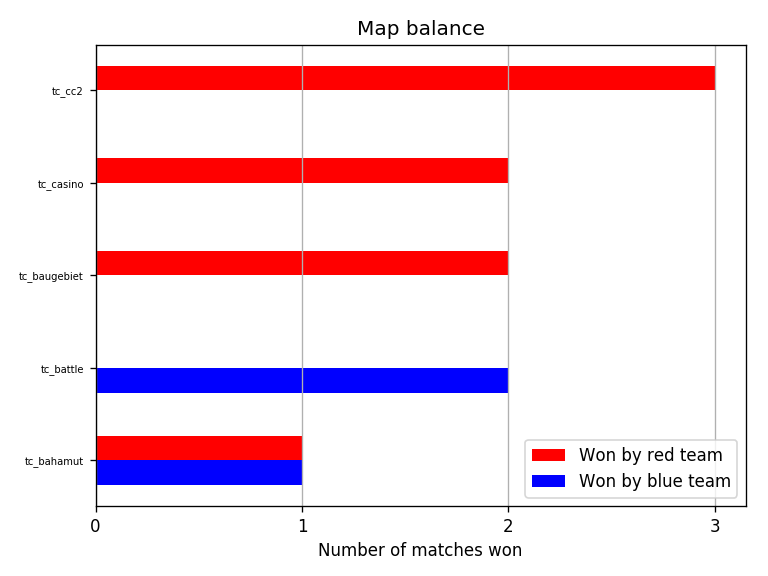 Map balance
tc_cc2
tc_casino
tc_baugebiet
tc_battle
tc_bahamut
Won by red team
Won by blue team
0 1 2 3
Number of matches won